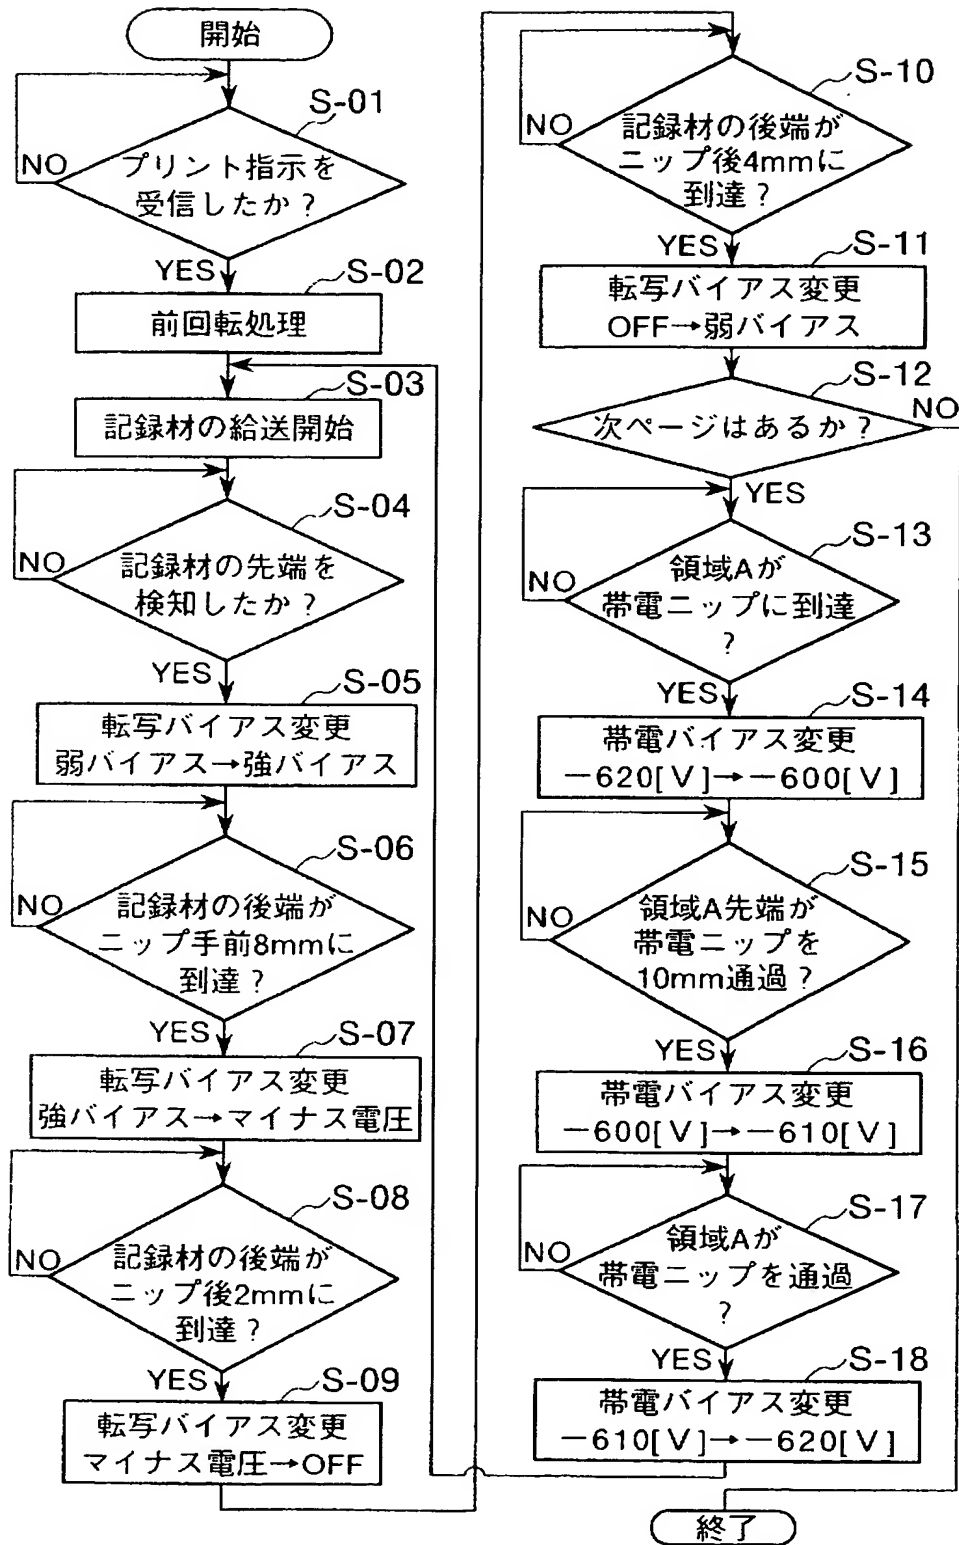 開始
S-01
プリント指示を
受信したか？
NO
YES
S-02
前回転処理
S-03
記録材の給送開始
S-04
記録材の先端を
検知したか？
NO
YES
S-05
転写バイアス変更
弱バイアス→強バイアス
S-06
記録材の後端が
ニップ手前8mmに
到達？
NO
YES
S-07
転写バイアス変更
強バイアス→マイナス電圧
S-08
記録材の後端が
ニップ後2mmに
到達？
NO
YES
S-09
転写バイアス変更
マイナス電圧→OFF
S-10
記録材の後端が
ニップ後4mmに
到達？
NO
YES
S-11
転写バイアス変更
OFF→弱バイアス
S-12
次ページはあるか？
NO
YES
S-13
領域Aが
帯電ニップに到達
？
NO
YES
S-14
帯電バイアス変更
－620[V]→－600[V]
S-15
領域A先端が
帯電ニップを
10mm通過？
NO
YES
S-16
帯電バイアス変更
－600[V]→－610[V]
S-17
領域Aが
帯電ニップを通過
？
NO
YES
S-18
帯電バイアス変更
－610[V]→－620[V]
終了